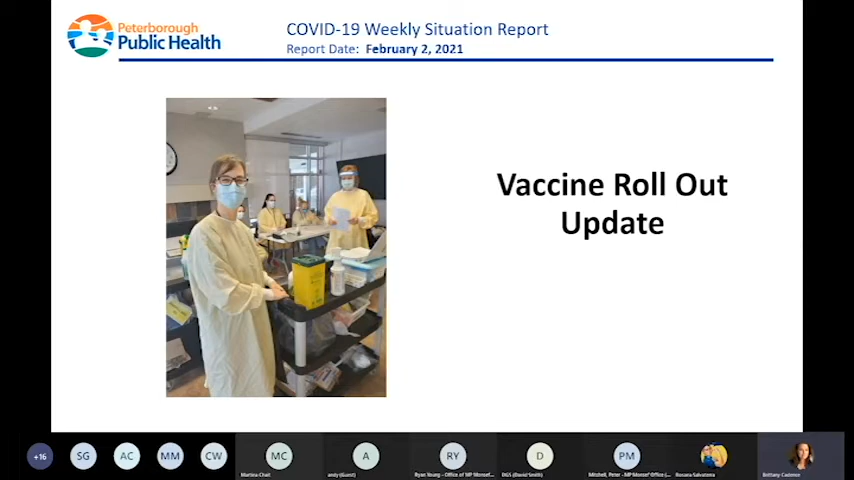 Peterborough
Public Health
COVID-19 Weekly Situation Report
Report Date: February 2, 2021
Vaccine Roll Out
Update
+16
SG
AC
MM
CW
MC
A
RY
D
PM
Martina Chait
andy (Guest)
Ryan Young - Office of MP Monsef...
DGS (David Smith)
Mitchell, Peter - MP Monsef Office (...
Rosana Salvaterra
Brittany Cadence